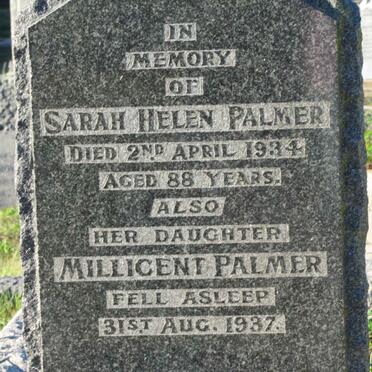 IN
MEMORY
OF
SARAH HELEN PALMER
DIED 2ND APRIL 1934
AGED 88 YEARS.
ALSO
HER DAUGHTER
MILLICENT PALMER
FELL ASLEEP
31ST AUG. 1937.